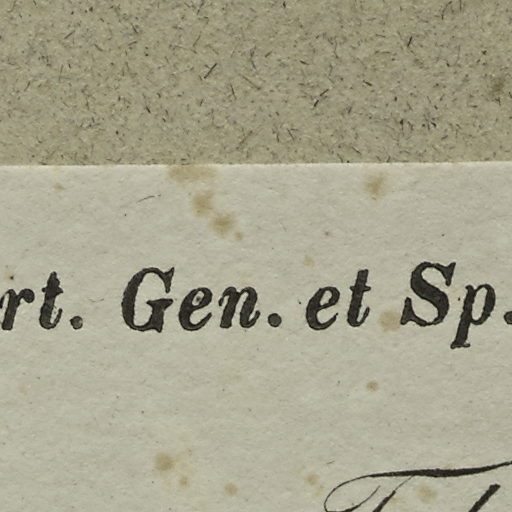 rt. Gen. et Sp.